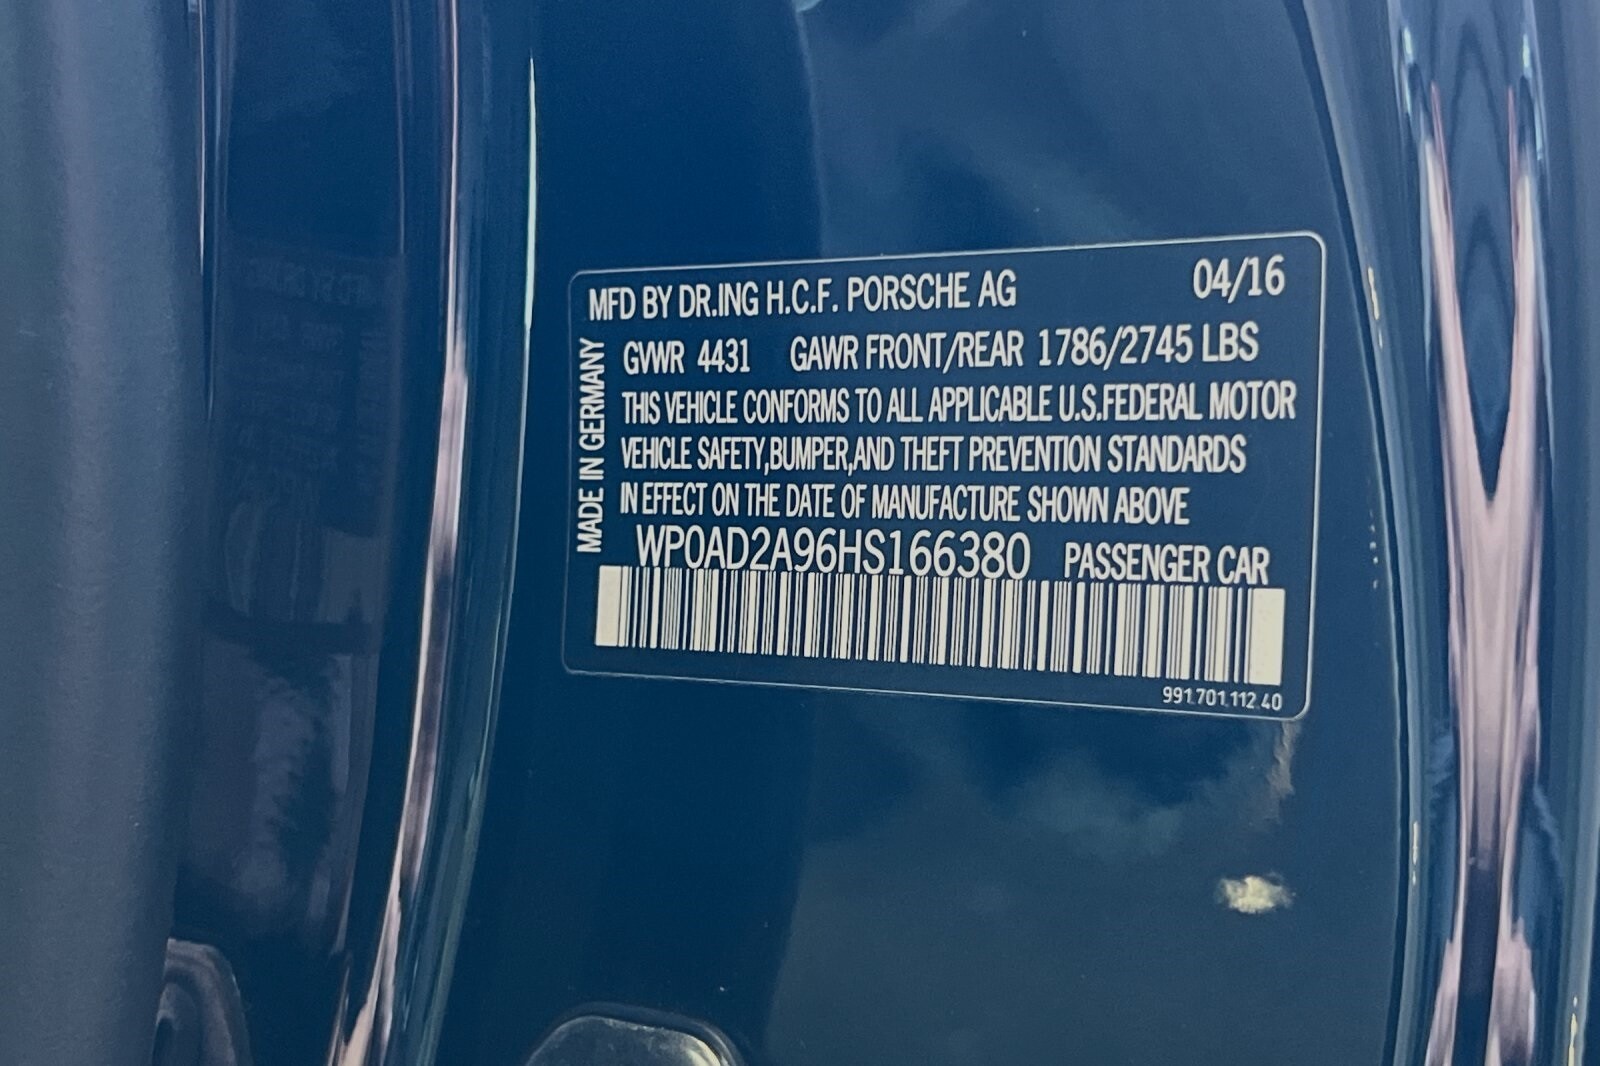 MFD BY DR.ING H.C.F. PORSCHE AG 04/16
GVWR 4431 GAWR FRONT/REAR 1786/2745 LBS
THIS VEHICLE CONFORMS TO ALL APPLICABLE U.S.FEDERAL MOTOR
VEHICLE SAFETY,BUMPER,AND THEFT PREVENTION STANDARDS
IN EFFECT ON THE DATE OF MANUFACTURE SHOWN ABOVE
MADE IN GERMANY
WP0AD2A96HS166380 PASSENGER CAR
991.701.112.40